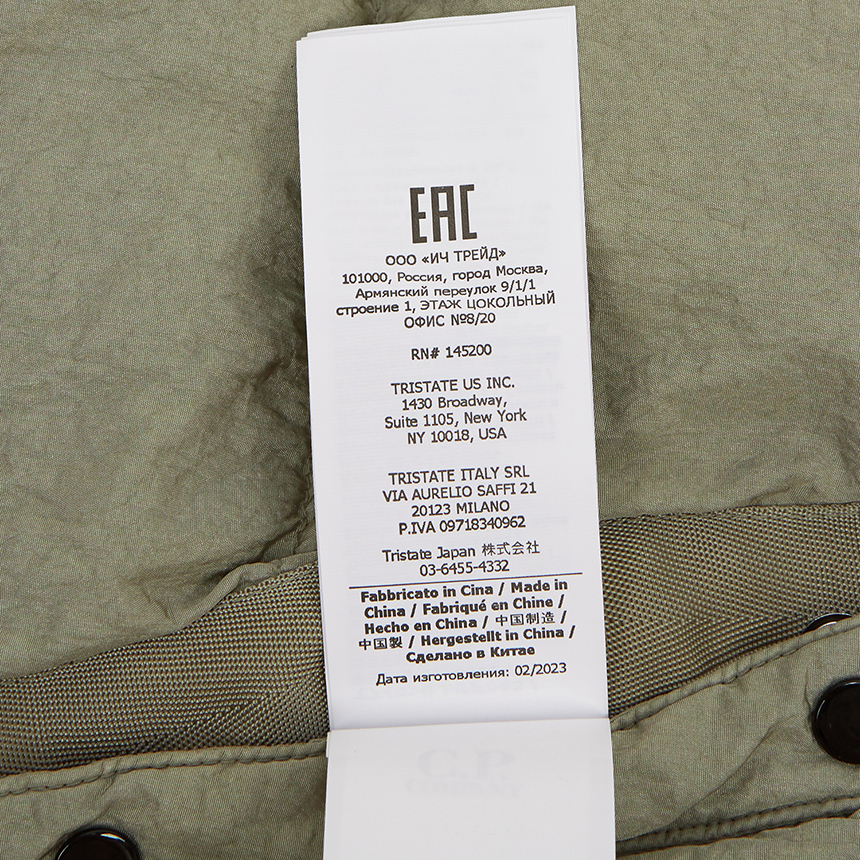 EAC
ООО «ИЧ ТРЕЙД»
101000, Россия, город Москва,
Армянский переулок 9/1/1
строение 1, ЭТАЖ ЦОКОЛЬНЫЙ
ОФИС №8/20
RN# 145200
TRISTATE US INC.
1430 Broadway,
Suite 1105, New York
NY 10018, USA
TRISTATE ITALY SRL
VIA AURELIO SAFFI 21
20123 MILANO
P.IVA 09718340962
Tristate Japan 株式会社
03-6455-4332
Fabbricato in Cina / Made in
China / Fabriqué en Chine /
Hecho en China / 中国制造 /
中国製 / Hergestellt in China /
Сделано в Китае
Дата изготовления: 02/2023
C.P.
COMPANY